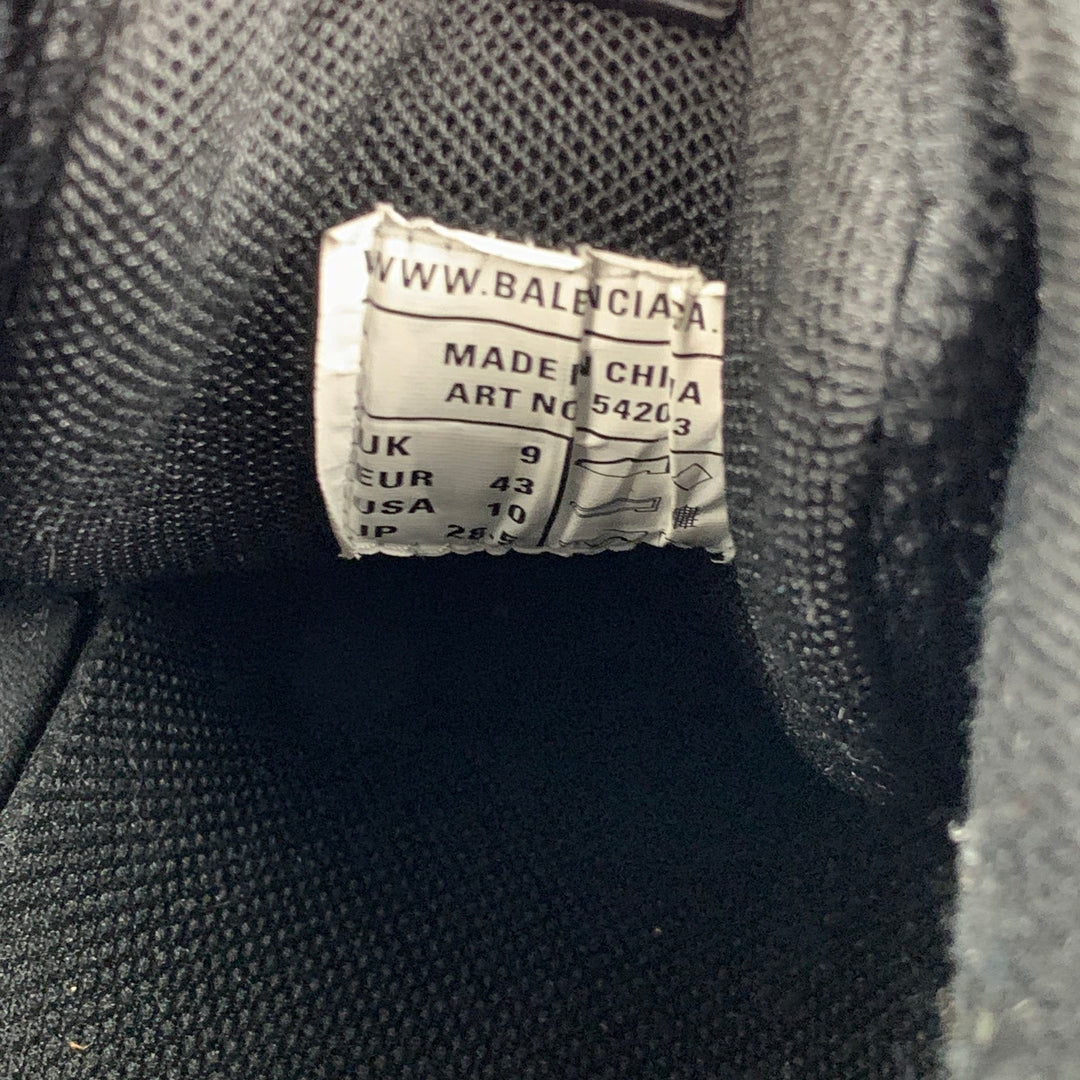 WWW.BALENCIAGA.
MADE IN CHINA
ART NO 54203
UK 9
EUR 43
USA 10
JP 28.5